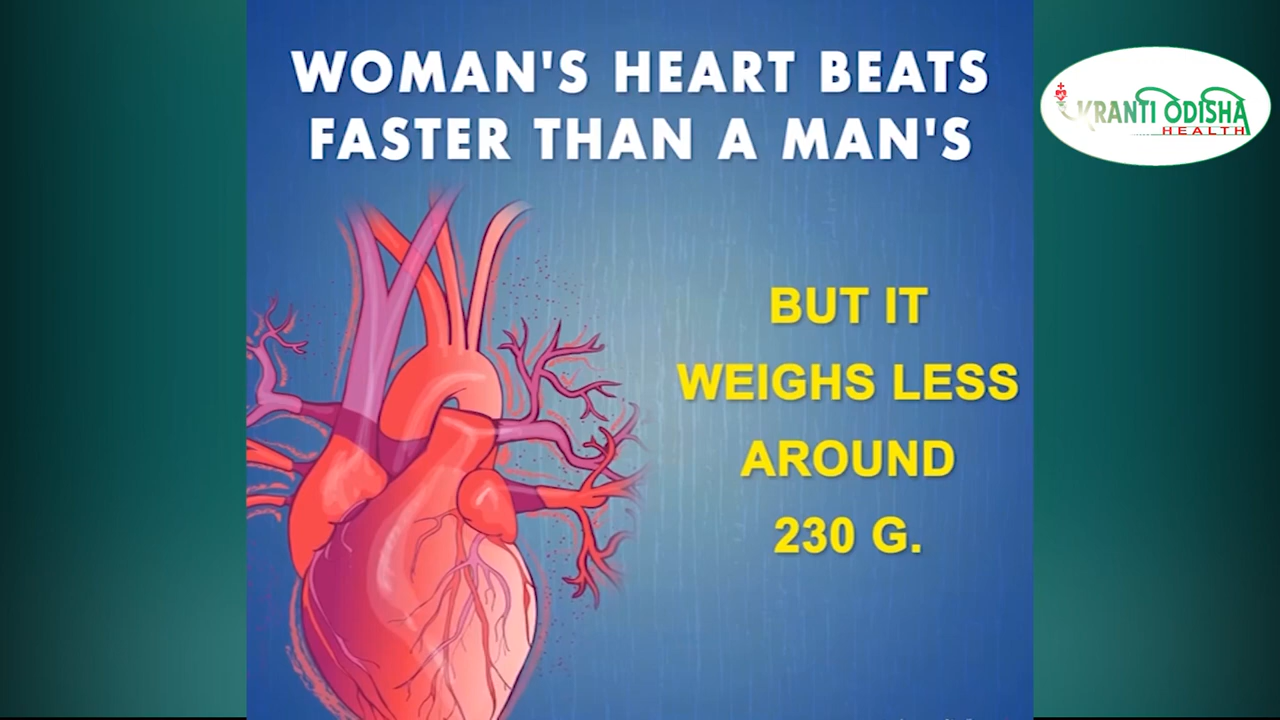 WOMAN'S HEART BEATS
FASTER THAN A MAN'S
KRANTI ODISHA
HEALTH
BUT IT
WEIGHS LESS
AROUND
230 G.